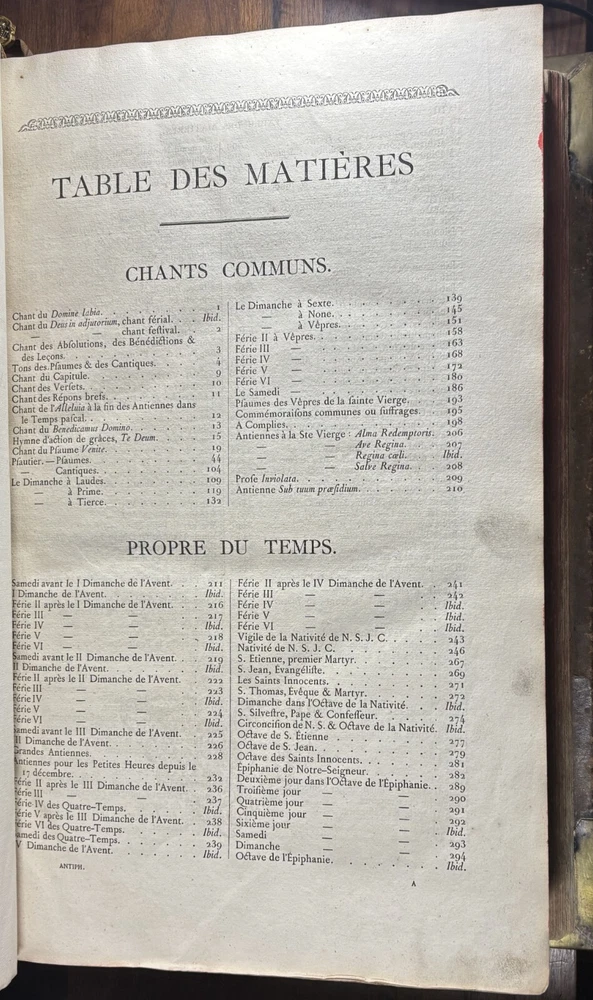 TABLE DES MATIÈRES
CHANTS COMMUNS.
Chant du Domine labia. 1
Chant du Deus in adjutorium, chant férial. Ibid.
— — chant feſtival. 2
Chant des Abſolutions, des Bénédictions &
des Leçons. 3
Tons des Pſaumes & des Cantiques. 4
Chant du Capitule. 9
Chant des Verſets. 10
Chant des Répons brefs. 11
Chant de l'Alleluia à la fin des Antiennes dans
le Temps paſcal. 12
Chant du Benedicamus Domino. 13
Hymne d'action de grâces, Te Deum. 15
Chant du Pſaume Venite. 19
Pſautier. — Pſaumes. 44
— Cantiques. 104
Le Dimanche à Laudes. 109
— à Prime. 119
— à Tierce. 132
Le Dimanche à Sexte. 139
— à None. 145
— à Vêpres. 151
Férie II à Vêpres. 158
Férie III — 163
Férie IV — 168
Férie V — 172
Férie VI — 180
Le Samedi — 186
Pſaumes des Vêpres de la ſainte Vierge. 193
Commémoraiſons communes ou ſuffrages. 195
A Complies. 198
Antiennes à la Ste Vierge : Alma Redemptoris. 206
— — Ave Regina. 207
— — Regina cœli. Ibid.
— — Salve Regina. 208
Proſe Inviolata. 209
Antienne Sub tuum præſidium. 210
PROPRE DU TEMPS.
Samedi avant le I Dimanche de l'Avent. 211
I Dimanche de l'Avent. Ibid.
Férie II après le I Dimanche de l'Avent. 216
Férie III — — 217
Férie IV — — Ibid.
Férie V — — 218
Férie VI — — Ibid.
Samedi avant le II Dimanche de l'Avent. 219
II Dimanche de l'Avent. Ibid.
Férie II après le II Dimanche de l'Avent. 222
Férie III — — 223
Férie IV — — Ibid.
Férie V — — 224
Férie VI — — Ibid.
Samedi avant le III Dimanche de l'Avent. 225
III Dimanche de l'Avent. 226
Grandes Antiennes. 228
Antiennes pour les Petites Heures depuis le
17 décembre. 232
Férie II après le III Dimanche de l'Avent. 236
Férie III — — 237
Férie IV des Quatre-Temps. Ibid.
Férie V après le III Dimanche de l'Avent. 238
Férie VI des Quatre-Temps. Ibid.
Samedi des Quatre-Temps. 239
IV Dimanche de l'Avent. Ibid.
Férie II après le IV Dimanche de l'Avent. 241
Férie III — — 242
Férie IV — — Ibid.
Férie V — — Ibid.
Férie VI — — Ibid.
Vigile de la Nativité de N. S. J. C. 243
Nativité de N. S. J. C. 246
S. Etienne, premier Martyr. 267
S. Jean, Evangéliſte. 269
Les Saints Innocents. 271
S. Thomas, Evêque & Martyr. 272
Dimanche dans l'Octave de la Nativité. Ibid.
S. Silveſtre, Pape & Confeſſeur. 274
Circonciſion de N. S. & Octave de la Nativité. Ibid.
Octave de S. Étienne 277
Octave de S. Jean. 279
Octave des Saints Innocents. 281
Épiphanie de Notre-Seigneur. 282
Deuxième jour dans l'Octave de l'Épiphanie. 289
Troiſième jour — 290
Quatrième jour — 291
Cinquième jour — 292
Sixième jour — Ibid.
Samedi — 293
Dimanche — 294
Octave de l'Épiphanie. Ibid.
ANTIPH.
A